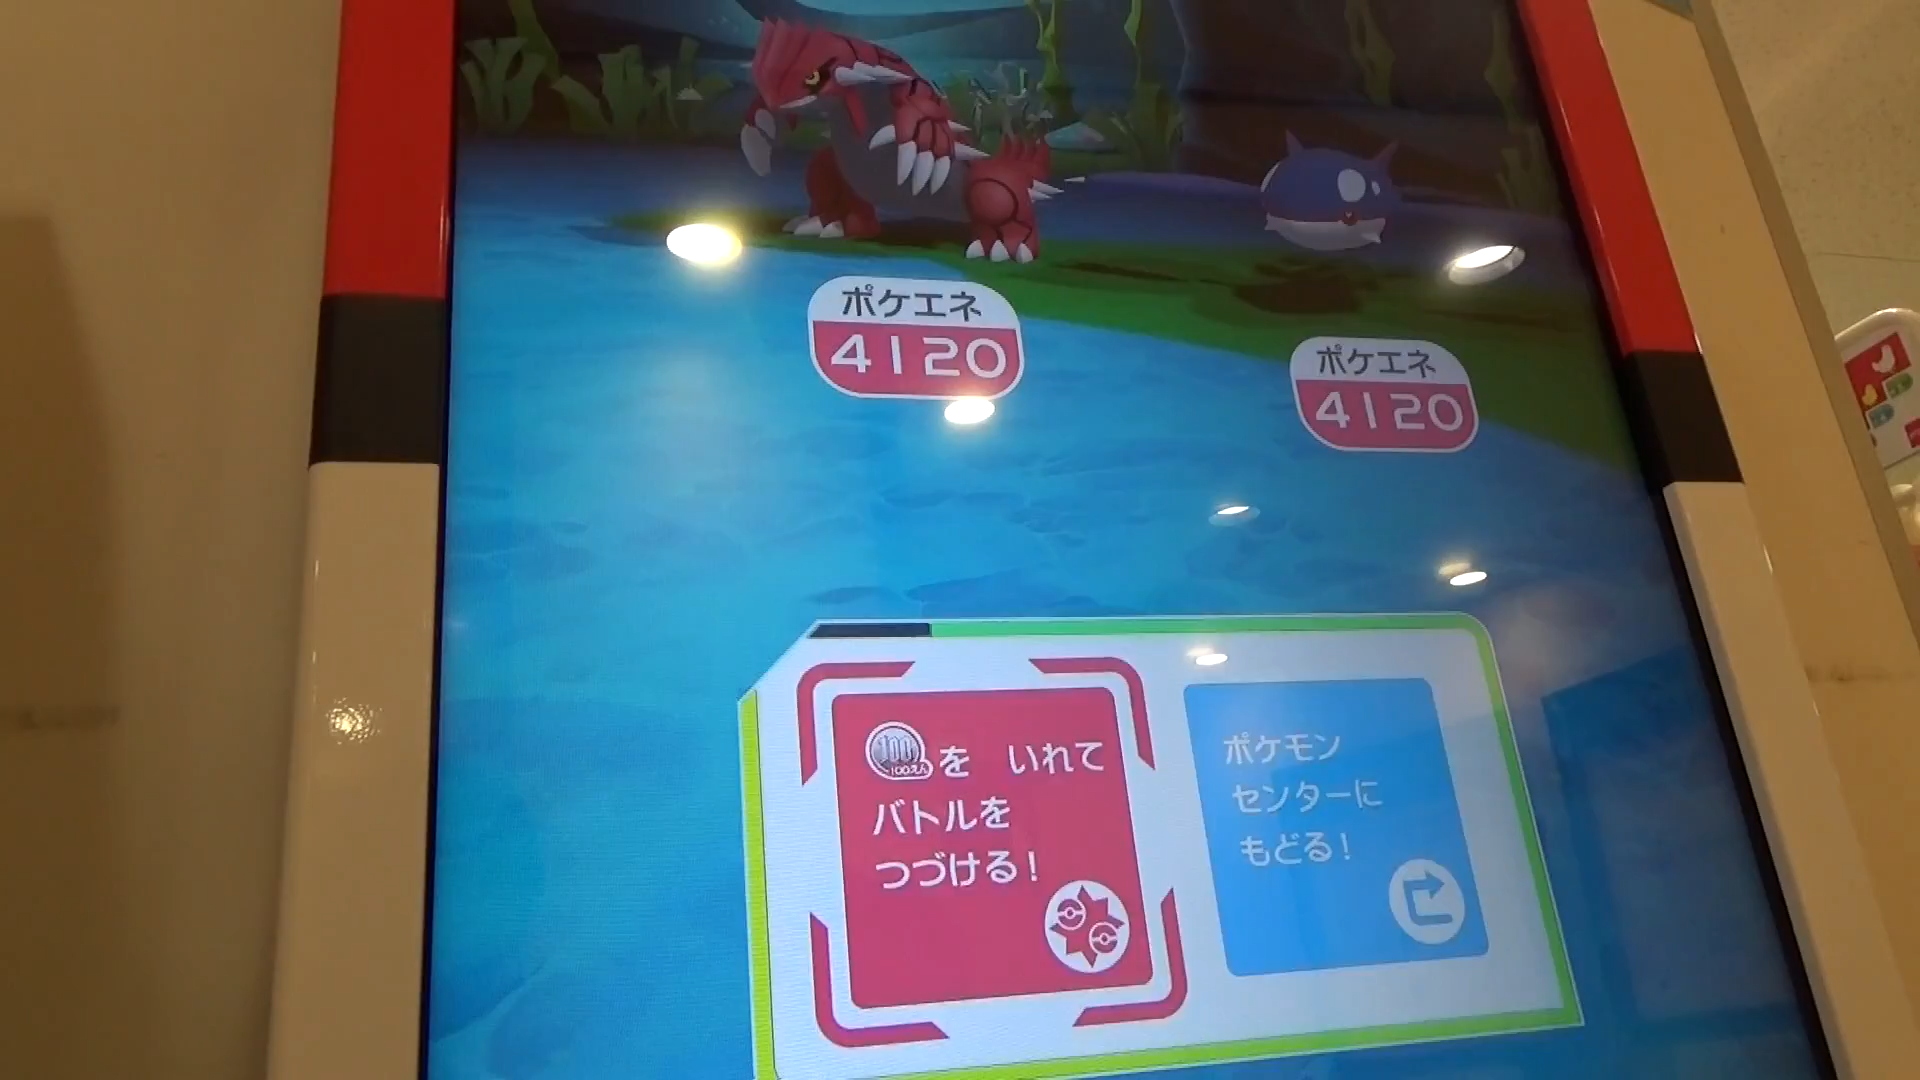 ポケエネ
4120
ポケエネ
4120
100
100えん
を いれて
バトルを
つづける!
ポケモン
センターに
もどる!